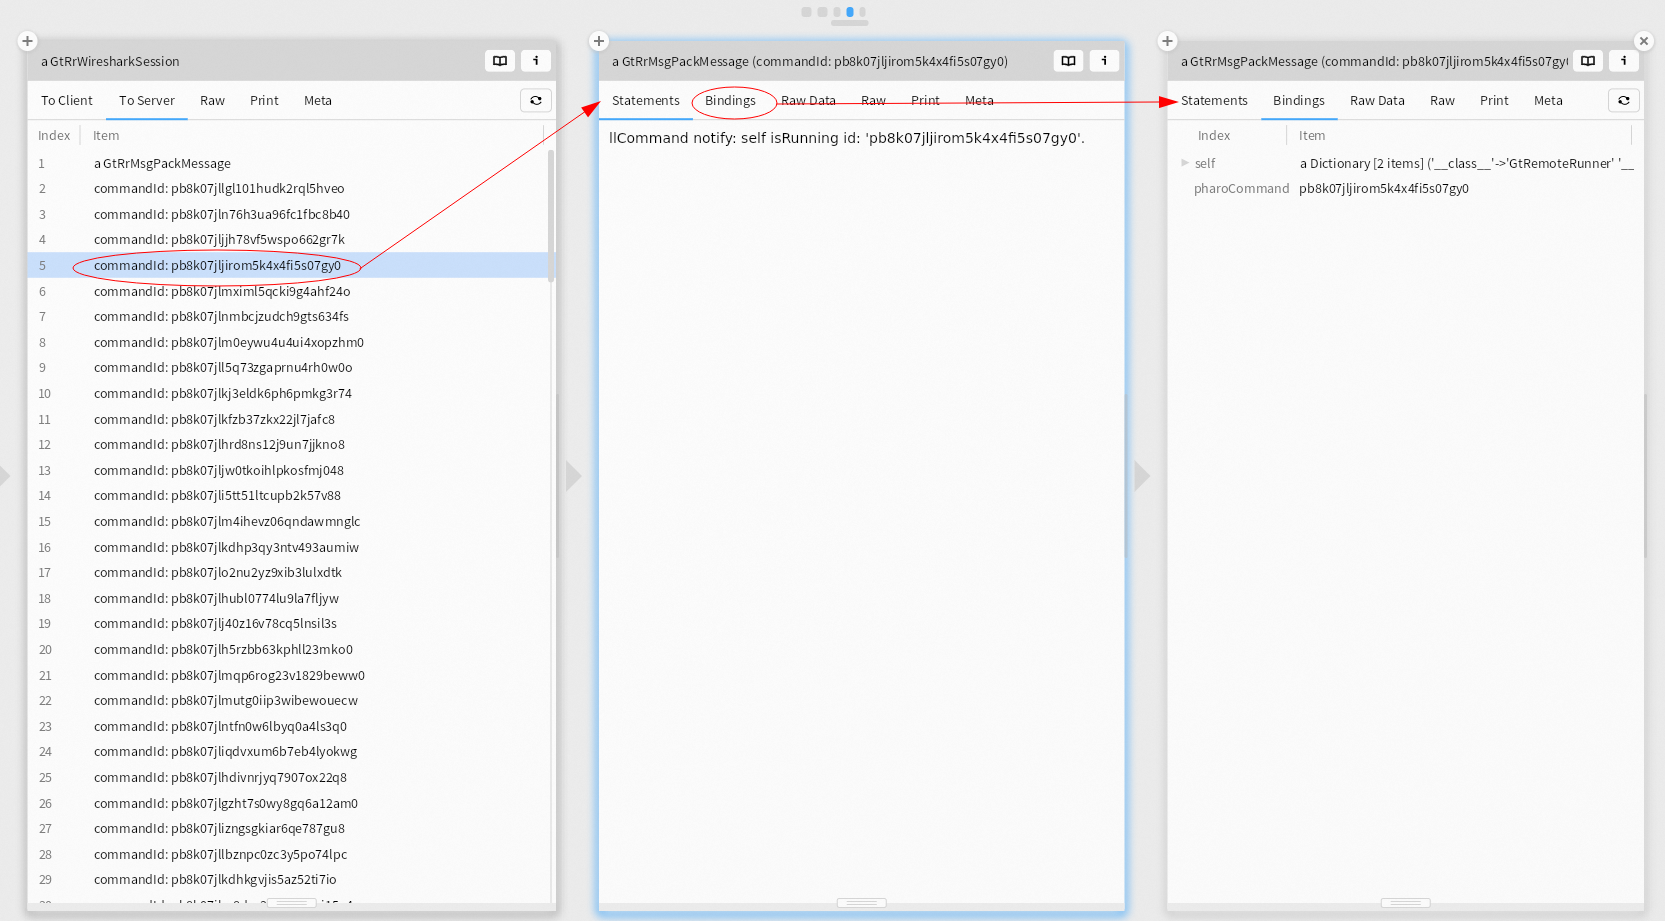 a GtRrWiresharkSession
To Client To Server Raw Print Meta
Index Item
1 a GtRrMsgPackMessage
2 commandId: pb8k07jllgl101hudk2rql5hveo
3 commandId: pb8k07jln76h3ua96fc1fbc8b40
4 commandId: pb8k07jljjh78vf5wspo662gr7k
5 commandId: pb8k07jljirom5k4x4fi5s07gy0
6 commandId: pb8k07jlmximl5qcki9g4ahf24o
7 commandId: pb8k07jlnmbcjzudch9gts634fs
8 commandId: pb8k07jlm0eywu4u4ui4xopzhm0
9 commandId: pb8k07jll5q73zgaprnu4rh0w0o
10 commandId: pb8k07jlkj3eldk6ph6pmkg3r74
11 commandId: pb8k07jlkfzb37zkx22jl7jafc8
12 commandId: pb8k07jlhrd8ns12j9un7jjkno8
13 commandId: pb8k07jljw0tkoihlpkosfmj048
14 commandId: pb8k07jli5tt51ltcupb2k57v88
15 commandId: pb8k07jlm4ihevz06qndawmnglc
16 commandId: pb8k07jlkdhp3qy3ntv493aumiw
17 commandId: pb8k07jlo2nu2yz9xib3lulxdtk
18 commandId: pb8k07jlhubl0774lu9la7fljyw
19 commandId: pb8k07jlj40z16v78cq5lnsil3s
20 commandId: pb8k07jlh5rzbb63kphll23mko0
21 commandId: pb8k07jlmqp6rog23v1829beww0
22 commandId: pb8k07jlmutg0iip3wibewouecw
23 commandId: pb8k07jlntfn0w6lbyq0a4ls3q0
24 commandId: pb8k07jliqdvxum6b7eb4lyokwg
25 commandId: pb8k07jlhdivnrjyq7907ox22q8
26 commandId: pb8k07jlgzht7s0wy8gq6a12am0
27 commandId: pb8k07jlizngsgkiar6qe787gu8
28 commandId: pb8k07jllbznpc0zc3y5po74lpc
29 commandId: pb8k07jlkdhkgvjis5az52ti7io
a GtRrMsgPackMessage (commandId: pb8k07jljirom5k4x4fi5s07gy0)
Statements Bindings Raw Data Raw Print Meta
llCommand notify: self isRunning id: 'pb8k07jljirom5k4x4fi5s07gy0'.
a GtRrMsgPackMessage (commandId: pb8k07jljirom5k4x4fi5s07gy
Statements Bindings Raw Data Raw Print Meta
Index Item
self a Dictionary [2 items] ('__class__'->'GtRemoteRunner' '__
pharoCommand pb8k07jljirom5k4x4fi5s07gy0